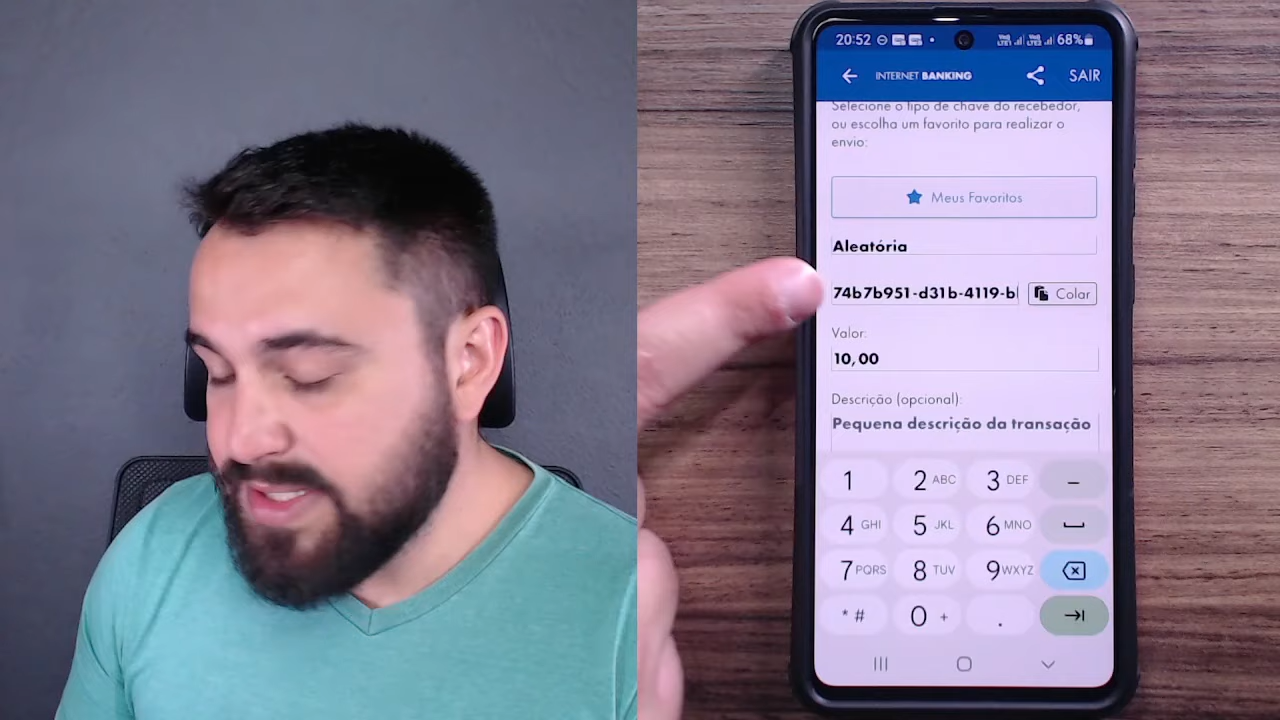 20:52 68%
INTERNET BANKING SAIR
Selecione o tipo de chave do recebedor,
ou escolha um favorito para realizar o
envio:
Meus Favoritos
Aleatória
74b7b951-d31b-4119-b
Colar
Valor:
10,00
Descrição (opcional):
Pequena descrição da transação
1 2 ABC 3 DEF –
4 GHI 5 JKL 6 MNO
7 PQRS 8 TUV 9 WXYZ
* # 0 + .